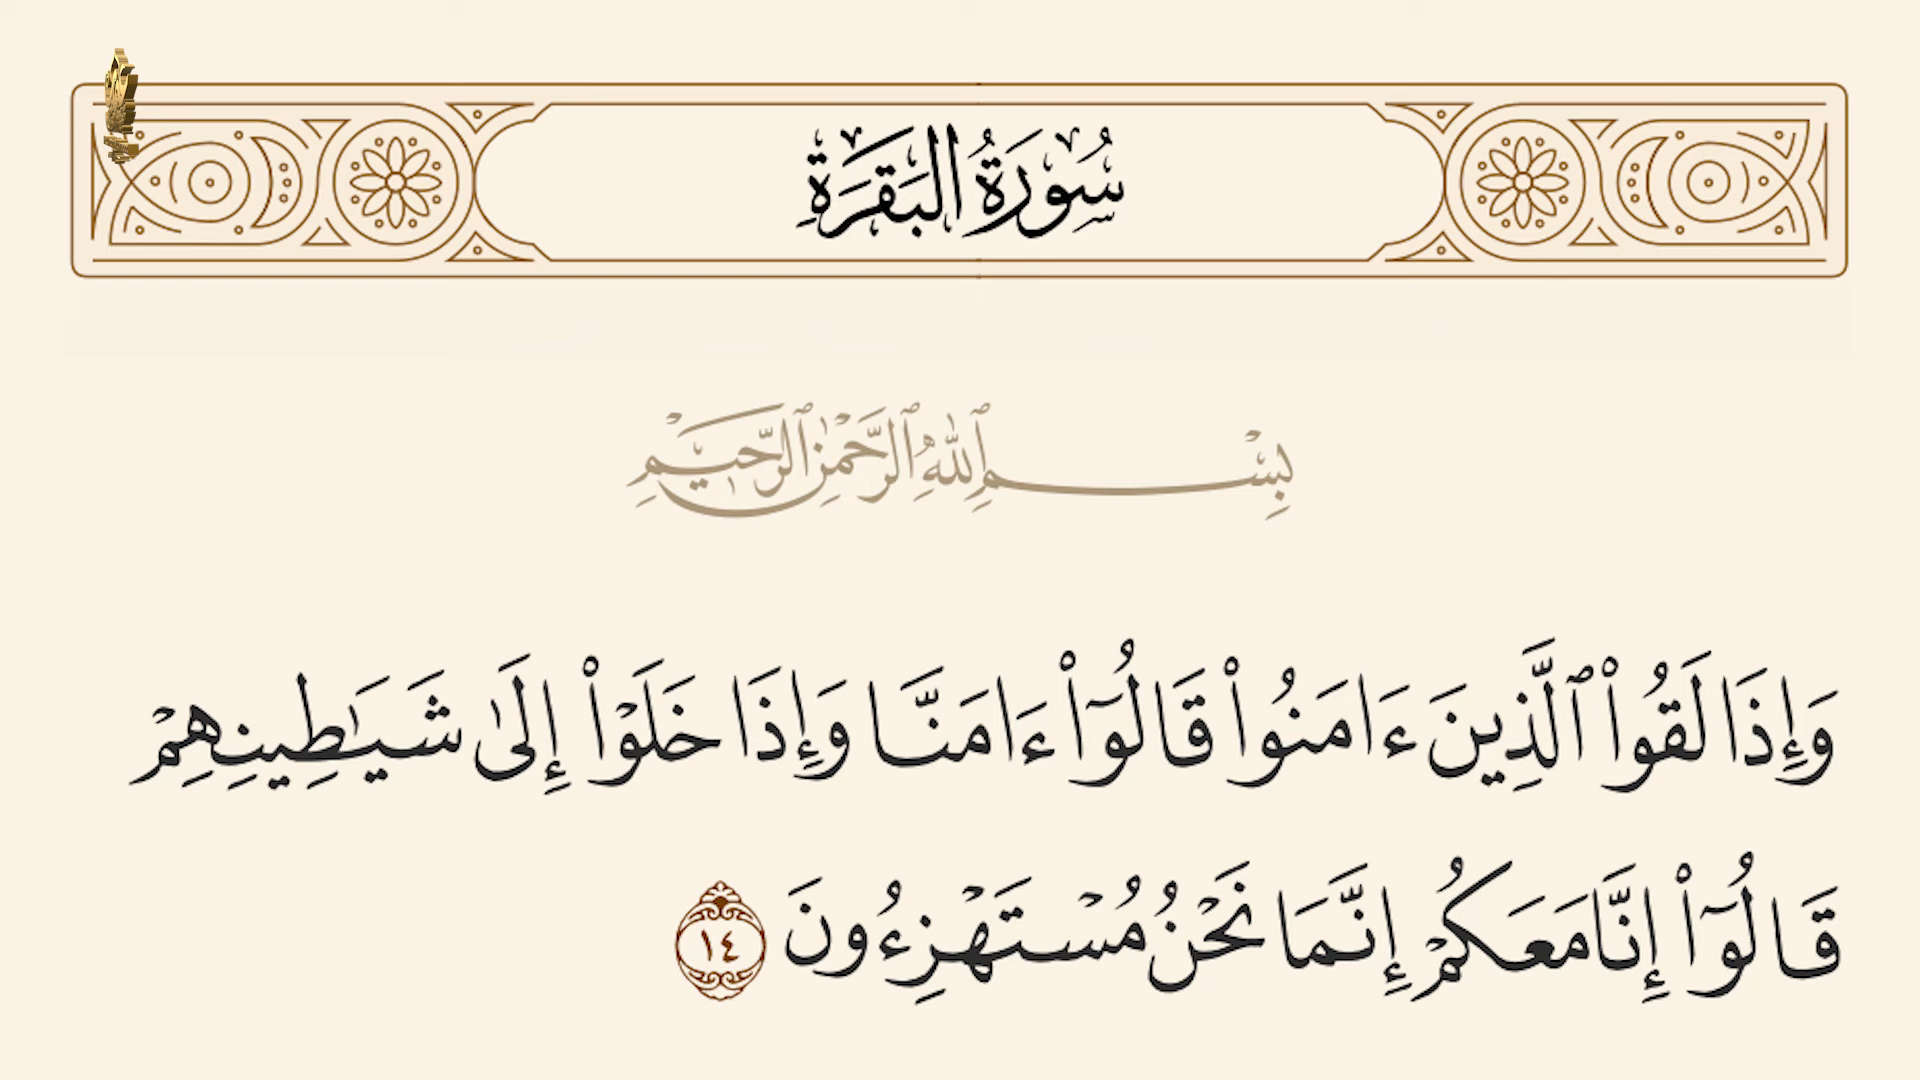 سُورَةُ البَقَرَةِ
بِسْمِ ٱللَّهِ ٱلرَّحْمَٰنِ ٱلرَّحِيمِ
وَإِذَا لَقُوا۟ ٱلَّذِينَ ءَامَنُوا۟ قَالُوٓا۟ ءَامَنَّا وَإِذَا خَلَوْا۟ إِلَىٰ شَيَـٰطِينِهِمْ
قَالُوٓا۟ إِنَّا مَعَكُمْ إِنَّمَا نَحْنُ مُسْتَهْزِءُونَ ١٤